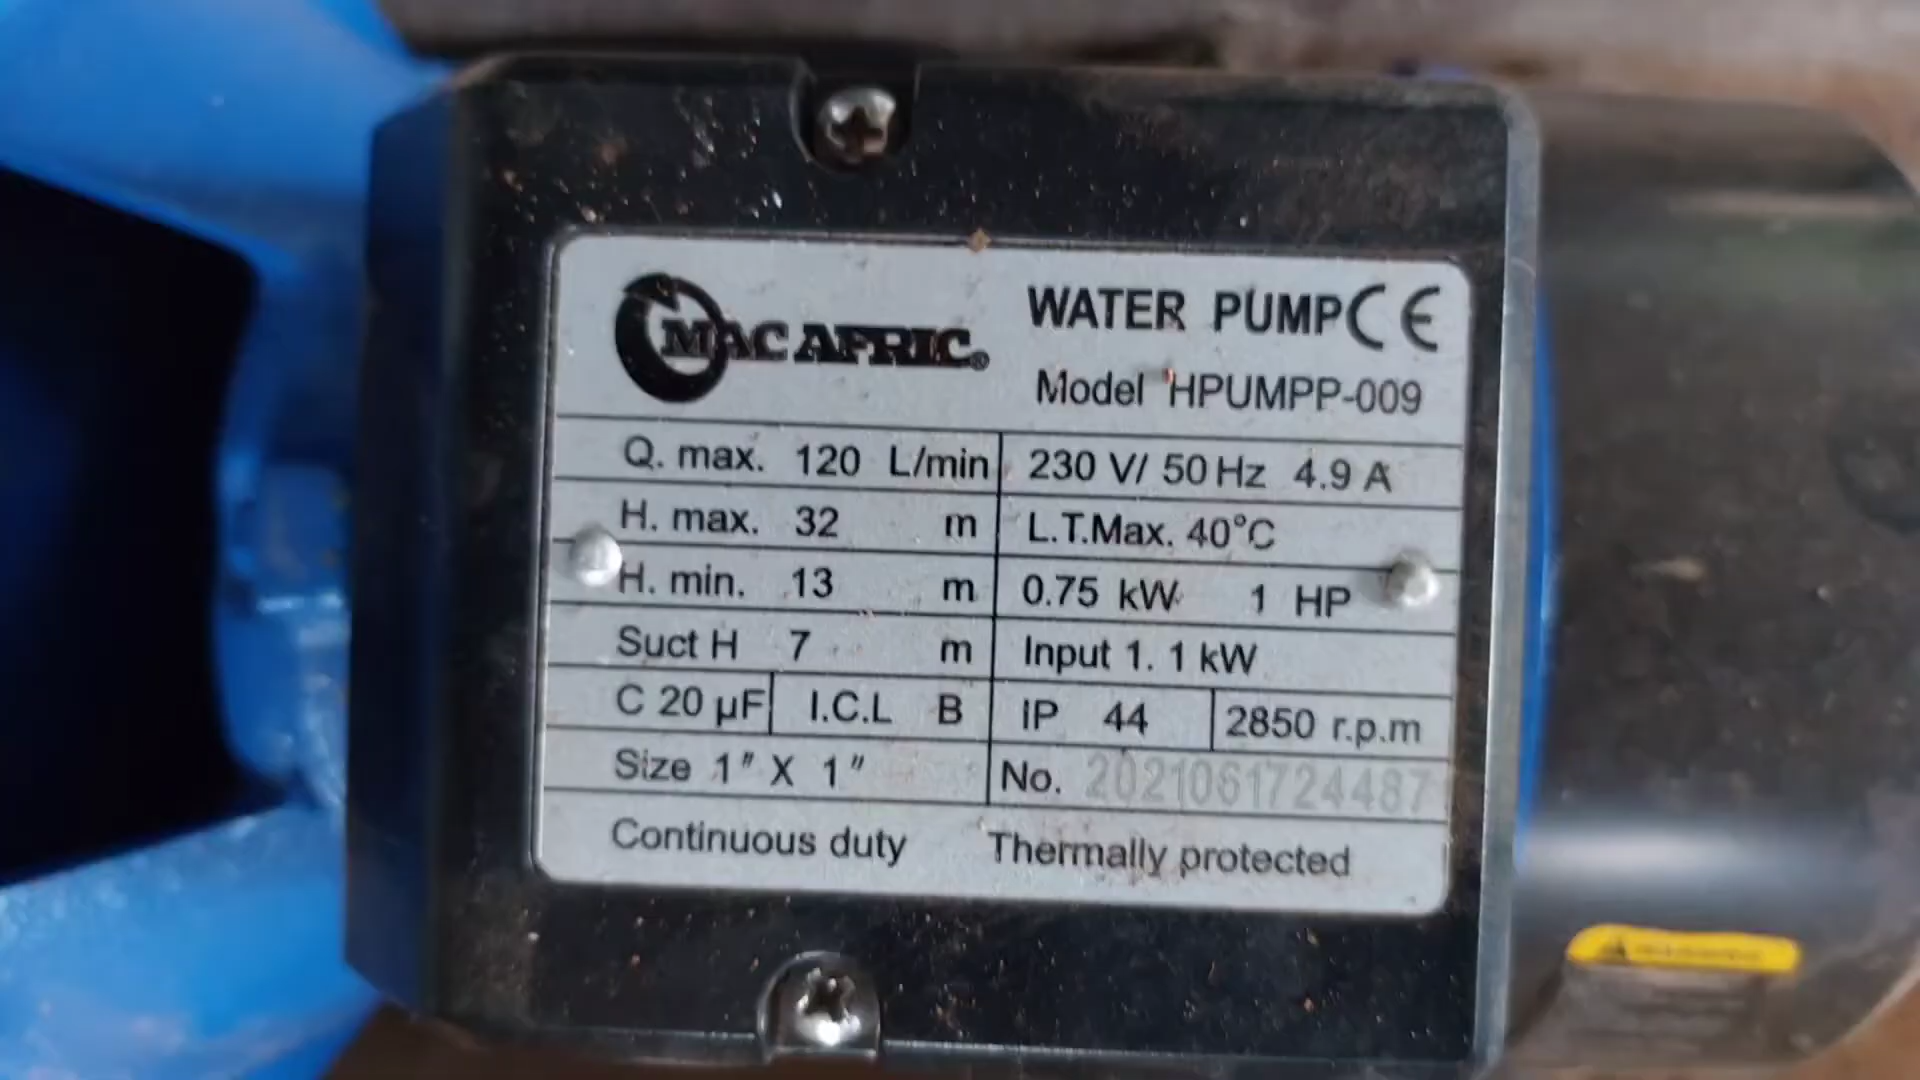 MAC AFRIC®
WATER PUMP CE
Model HPUMPP-009
Q. max. 120 L/min
230 V/ 50 Hz 4.9 A
H. max. 32 m
L.T.Max. 40°C
H. min. 13 m
0.75 kW 1 HP
Suct H 7 m
Input 1. 1 kW
C 20 µF I.C.L B
IP 44 2850 r.p.m
Size 1" X 1"
No. 2021061724487
Continuous duty Thermally protected